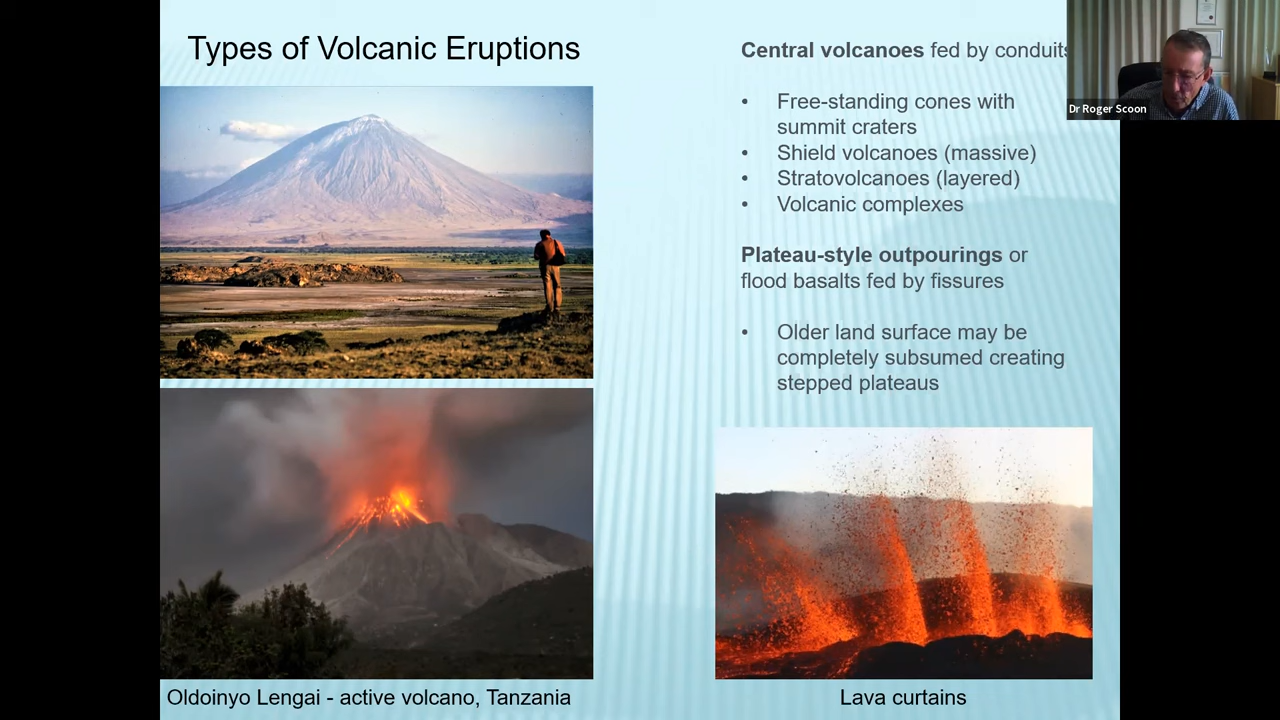 Types of Volcanic Eruptions
Central volcanoes fed by conduits
• Free-standing cones with
summit craters
• Shield volcanoes (massive)
• Stratovolcanoes (layered)
• Volcanic complexes
Plateau-style outpourings or
flood basalts fed by fissures
• Older land surface may be
completely subsumed creating
stepped plateaus
Oldoinyo Lengai - active volcano, Tanzania
Lava curtains
Dr Roger Scoon